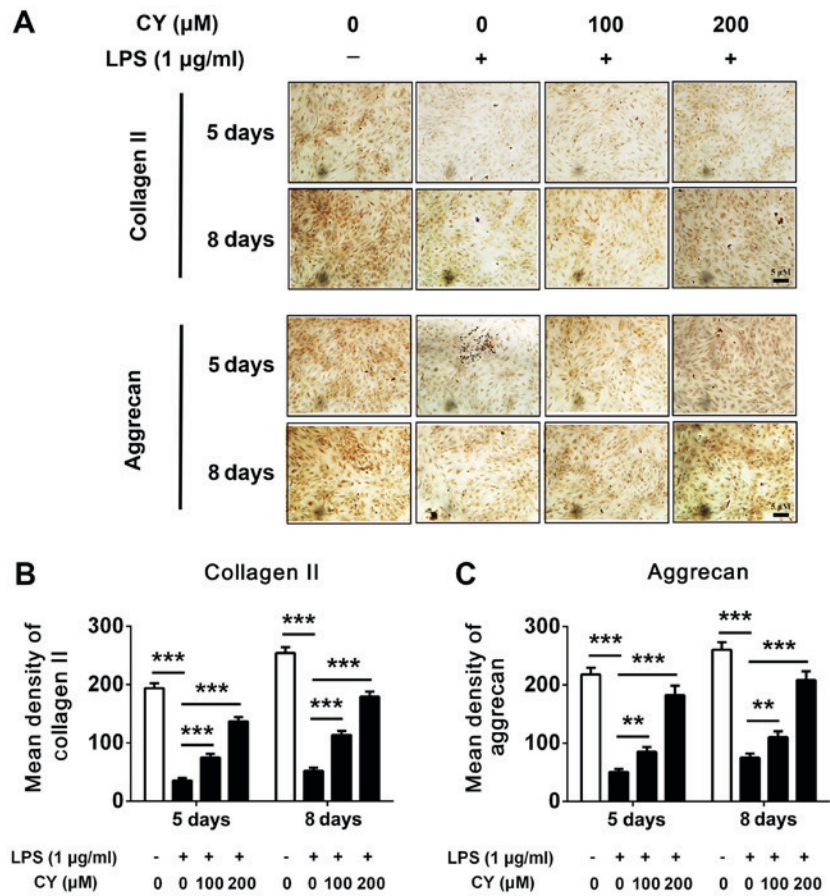 A
CY (μM) 0 0 100 200
LPS (1 μg/ml) – + + +
Collagen II
5 days
8 days
5 μM
Aggrecan
5 days
8 days
5 μM
B
Collagen II
Mean density of
collagen II
300
200
100
0
*** *** ***
*** *** ***
5 days 8 days
LPS (1 μg/ml) - + + + - + + +
CY (μM) 0 0 100 200 0 0 100 200
C
Aggrecan
Mean density of
aggrecan
300
200
100
0
*** *** **
*** *** **
5 days 8 days
LPS (1 μg/ml) - + + + - + + +
CY (μM) 0 0 100 200 0 0 100 200